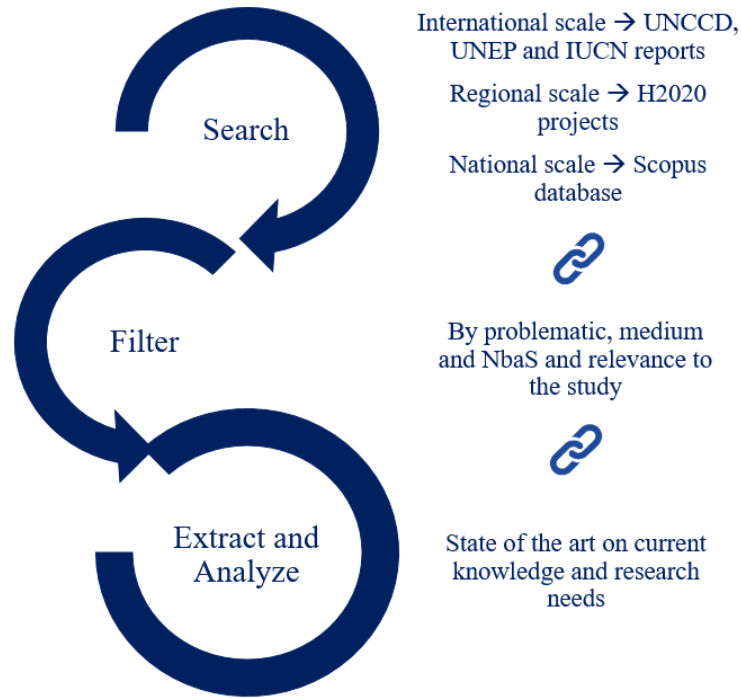 Search
International scale → UNCCD,
UNEP and IUCN reports
Regional scale → H2020
projects
National scale → Scopus
database
Filter
By problematic, medium
and NbaS and relevance to
the study
Extract and
Analyze
State of the art on current
knowledge and research
needs